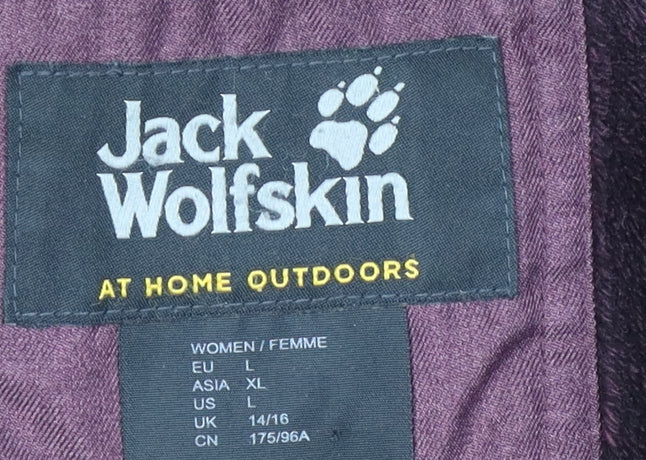 Jack
Wolfskin
AT HOME OUTDOORS
WOMEN / FEMME
EU L
ASIA XL
US L
UK 14/16
CN 175/96A